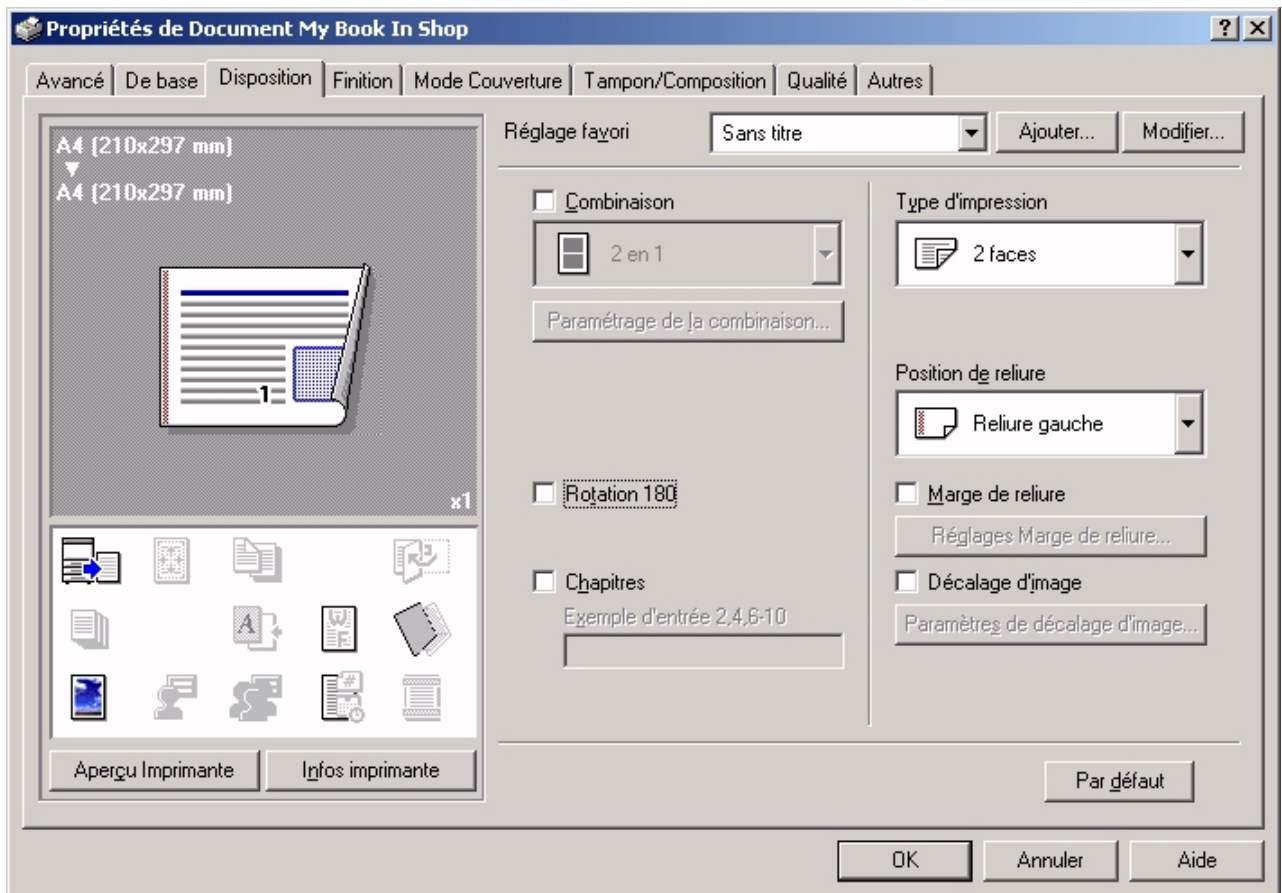 Propriétés de Document My Book In Shop
Avancé De base Disposition Finition Mode Couverture Tampon/Composition Qualité Autres
A4 (210x297 mm)
A4 (210x297 mm)
1
x1
Aperçu Imprimante Infos imprimante
Réglage favori Sans titre Ajouter... Modifier...
Combinaison
2 en 1
Paramétrage de la combinaison...
Rotation 180
Chapitres
Exemple d'entrée 2,4,6-10
Type d'impression
2 faces
Position de reliure
Reliure gauche
Marge de reliure
Réglages Marge de reliure...
Décalage d'image
Paramètres de décalage d'image...
Par défaut
OK Annuler Aide